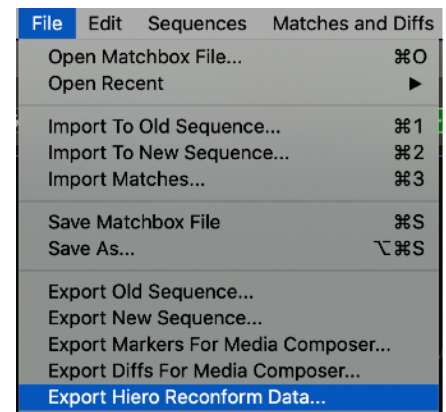 File Edit Sequences Matches and Diffs
Open Matchbox File... ⌘O
Open Recent ▶
Import To Old Sequence... ⌘1
Import To New Sequence... ⌘2
Import Matches... ⌘3
Save Matchbox File ⌘S
Save As... ⌥⌘S
Export Old Sequence...
Export New Sequence...
Export Markers For Media Composer...
Export Diffs For Media Composer...
Export Hiero Reconform Data...